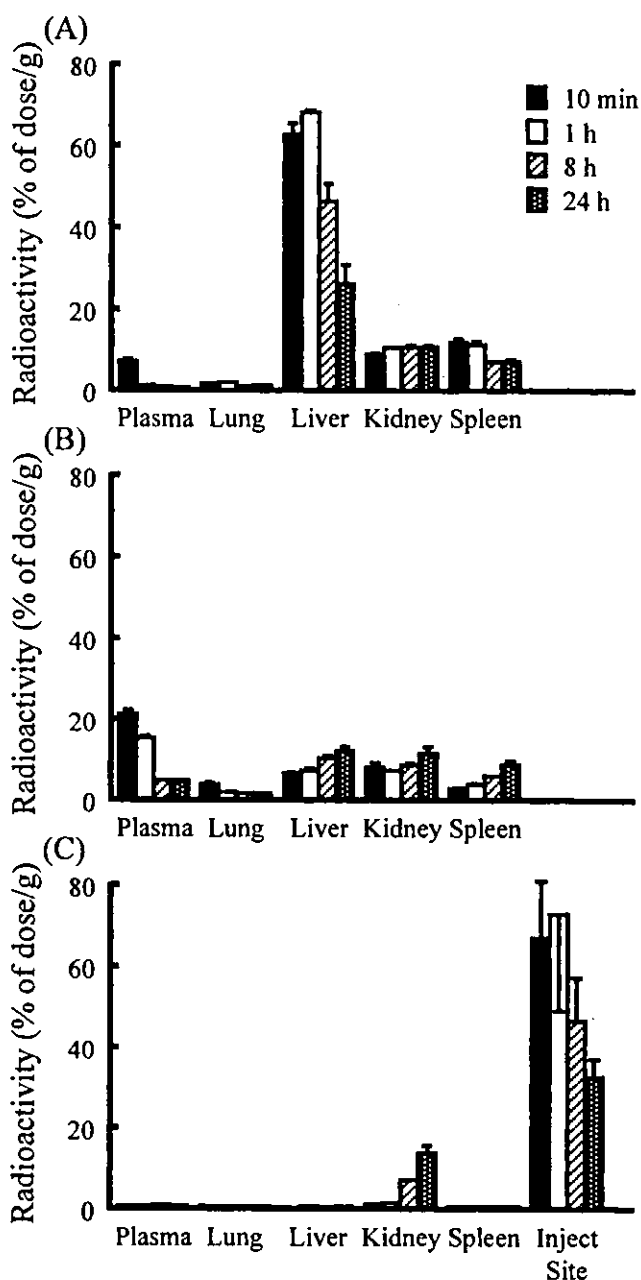 (A)
Radioactivity (% of dose/g)
80
60
40
20
0
10 min
1 h
8 h
24 h
Plasma Lung Liver Kidney Spleen
(B)
Radioactivity (% of dose/g)
80
60
40
20
0
Plasma Lung Liver Kidney Spleen
(C)
Radioactivity (% of dose/g)
80
60
40
20
0
Plasma Lung Liver Kidney Spleen Inject
Site